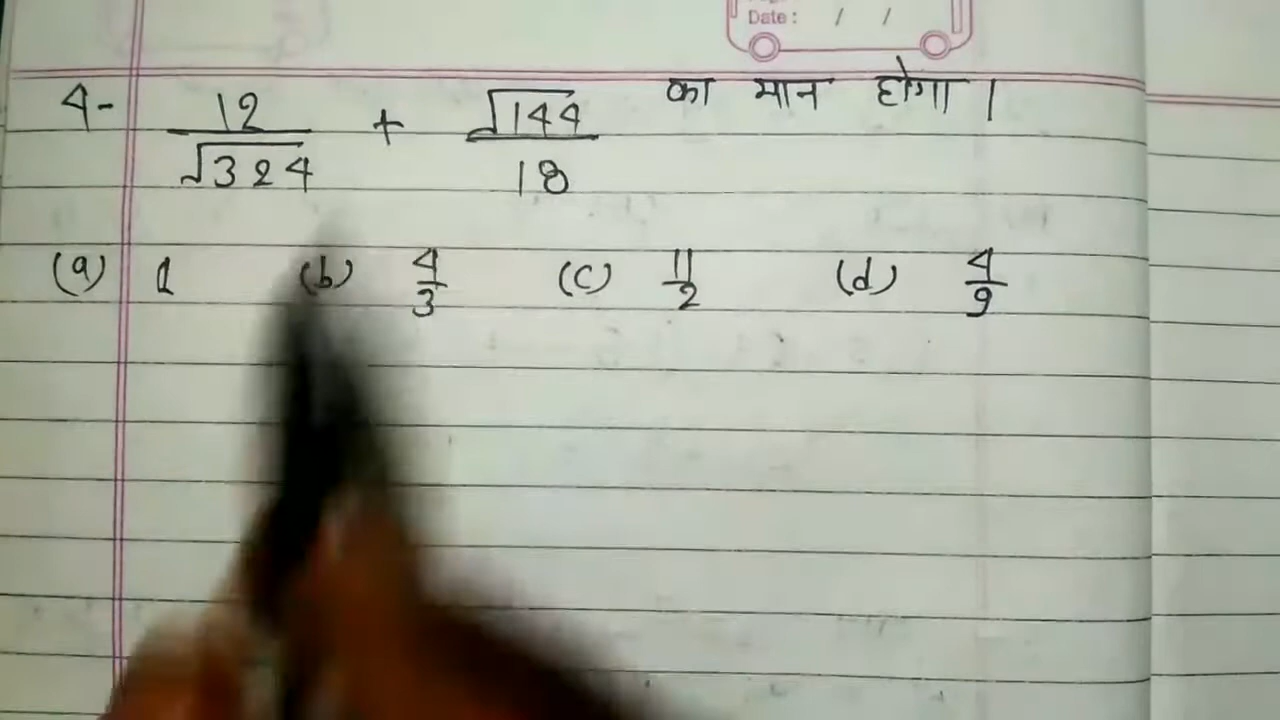 Date : / /
4- 12/√324 + √144/18 का मान होगा ।
(a) 1 (b) 4/3 (c) 11/2 (d) 4/9